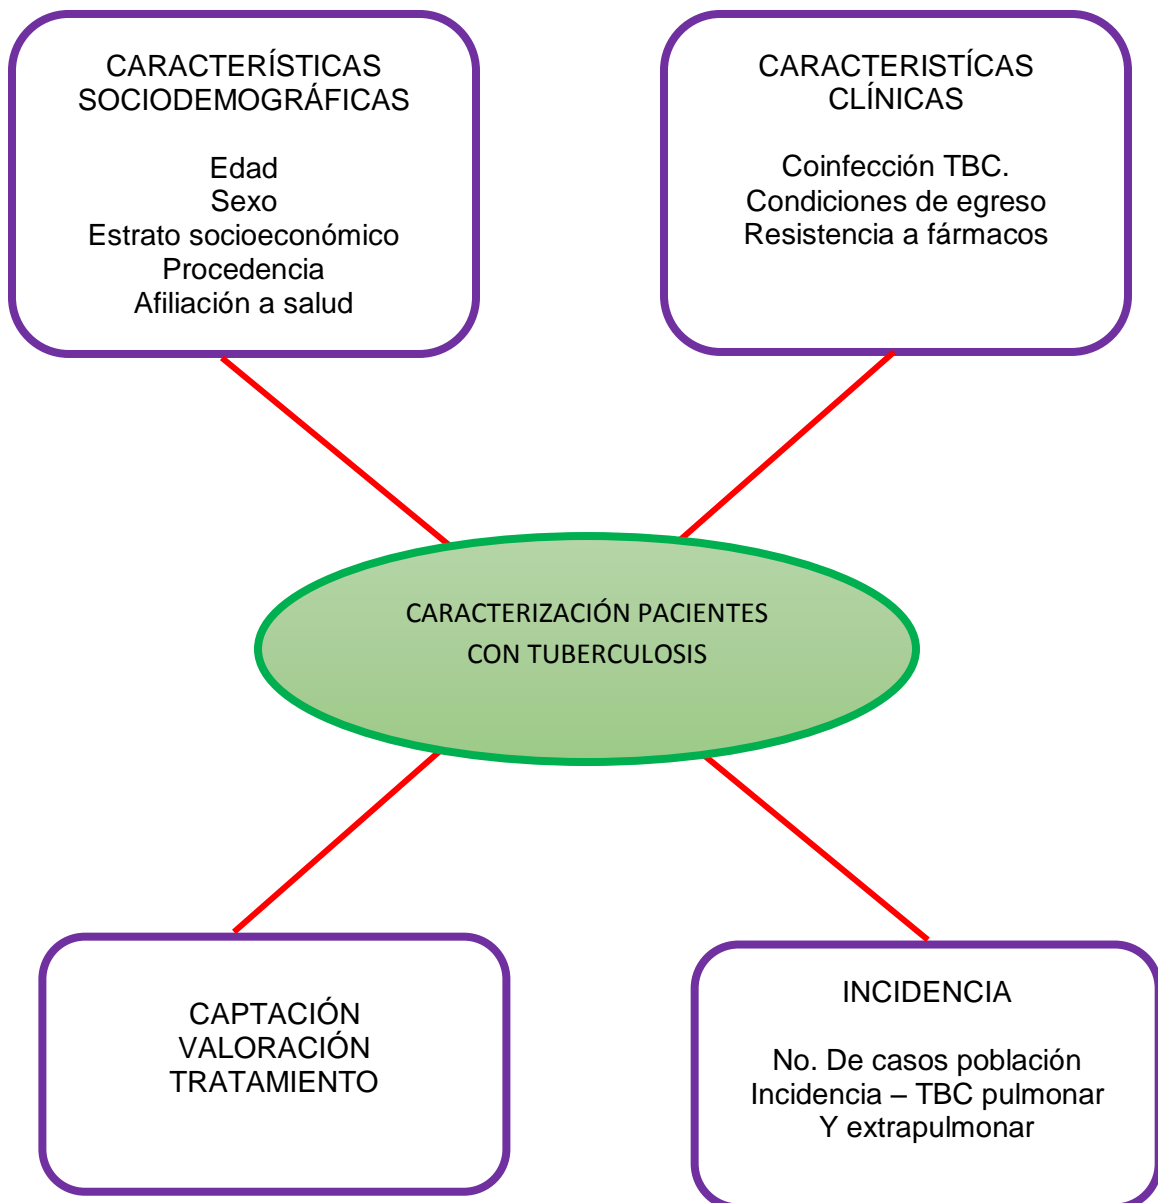 CARACTERÍSTICAS
SOCIODEMOGRÁFICAS
Edad
Sexo
Estrato socioeconómico
Procedencia
Afiliación a salud
CARACTERISTÍCAS
CLÍNICAS
Coinfección TBC.
Condiciones de egreso
Resistencia a fármacos
CARACTERIZACIÓN PACIENTES
CON TUBERCULOSIS
CAPTACIÓN
VALORACIÓN
TRATAMIENTO
INCIDENCIA
No. De casos población
Incidencia – TBC pulmonar
Y extrapulmonar